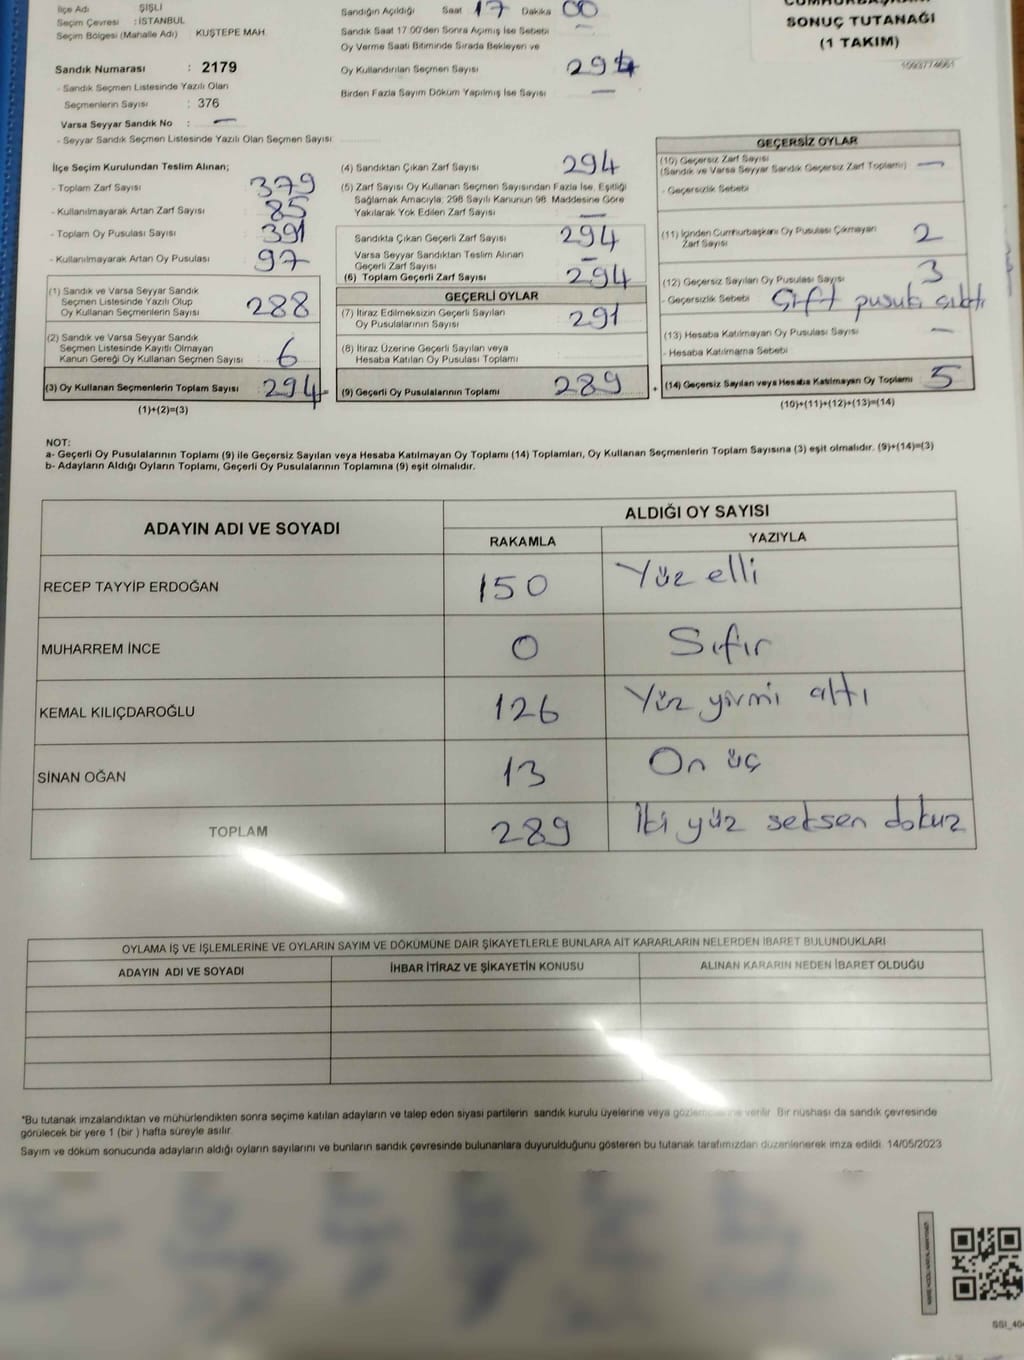 İlçe Adı ŞİŞLİ
Seçim Çevresi : İSTANBUL
Seçim Bölgesi (Mahalle Adı) KUŞTEPE MAH.
Sandık Numarası : 2179
- Sandık Seçmen Listesinde Yazılı Olan
Seçmenlerin Sayısı : 376
Varsa Seyyar Sandık No : —
- Seyyar Sandık Seçmen Listesinde Yazılı Olan Seçmen Sayısı
Sandığın Açıldığı Saat 17 Dakika 00
Sandık Saat 17.00'den Sonra Açımış İse Sebebi —
Oy Verme Saati Bitiminde Sırada Bekleyen ve
Oy Kullandırılan Seçmen Sayısı 294
Birden Fazla Sayım Döküm Yapılmış İse Sayısı —
SONUÇ TUTANAĞI
(1 TAKIM)
İlçe Seçim Kurulundan Teslim Alınan;
- Toplam Zarf Sayısı 379
- Kullanılmayarak Artan Zarf Sayısı 85
- Toplam Oy Pusulası Sayısı 391
- Kullanılmayarak Artan Oy Pusulası 97
(1) Sandık ve Varsa Seyyar Sandık
Seçmen Listesinde Yazılı Olup
Oy Kullanan Seçmenlerin Sayısı 288
(2) Sandık ve Varsa Seyyar Sandık
Seçmen Listesinde Kayıtlı Olmayan
Kanun Gereği Oy Kullanan Seçmen Sayısı 6
(3) Oy Kullanan Seçmenlerin Toplam Sayısı 294 =
(1)+(2)=(3)
(4) Sandıktan Çıkan Zarf Sayısı 294
(5) Zarf Sayısı Oy Kullanan Seçmen Sayısından Fazla İse, Eşitliği
Sağlamak Amacıyla; 298 Sayılı Kanunun 98. Maddesine Göre
Yakılarak Yok Edilen Zarf Sayısı —
Sandıkta Çıkan Geçerli Zarf Sayısı 294
Varsa Seyyar Sandıktan Teslim Alınan
Geçerli Zarf Sayısı —
(6) Toplam Geçerli Zarf Sayısı 294
GEÇERLİ OYLAR
(7) İtiraz Edilmeksizin Geçerli Sayılan
Oy Pusulalarının Sayısı 291
(8) İtiraz Üzerine Geçerli Sayılan veya
Hesaba Katılan Oy Pusulası Toplamı
(9) Geçerli Oy Pusulalarının Toplamı 289 +
GEÇERSİZ OYLAR
(10) Geçersiz Zarf Sayısı
(Sandık ve Varsa Seyyar Sandık Geçersiz Zarf Toplamı) —
- Geçersizlik Sebebi
(11) İçinden Cumhurbaşkanı Oy Pusulası Çıkmayan
Zarf Sayısı 2
(12) Geçersiz Sayılan Oy Pusulası Sayısı 3
- Geçersizlik Sebebi Çift pusula çıktı
(13) Hesaba Katılmayan Oy Pusulası Sayısı —
- Hesaba Katılmama Sebebi
(14) Geçersiz Sayılan veya Hesaba Katılmayan Oy Toplamı 5
(10)+(11)+(12)+(13)=(14)
NOT:
a- Geçerli Oy Pusulalarının Toplamı (9) ile Geçersiz Sayılan veya Hesaba Katılmayan Oy Toplamı (14) Toplamları, Oy Kullanan Seçmenlerin Toplam Sayısına (3) eşit olmalıdır. (9)+(14)=(3)
b- Adayların Aldığı Oyların Toplamı, Geçerli Oy Pusulalarının Toplamına (9) eşit olmalıdır.
ADAYIN ADI VE SOYADI
ALDIĞI OY SAYISI
RAKAMLA YAZIYLA
RECEP TAYYİP ERDOĞAN 150 Yüz elli
MUHARREM İNCE 0 Sıfır
KEMAL KILIÇDAROĞLU 126 Yüz yirmi altı
SİNAN OĞAN 13 On üç
TOPLAM 289 İki yüz seksen dokuz
OYLAMA İŞ VE İŞLEMLERİNE VE OYLARIN SAYIM VE DÖKÜMÜNE DAİR ŞİKAYETLERLE BUNLARA AİT KARARLARIN NELERDEN İBARET BULUNDUKLARI
ADAYIN ADI VE SOYADI İHBAR İTİRAZ VE ŞİKAYETİN KONUSU ALINAN KARARIN NEDEN İBARET OLDUĞU
*Bu tutanak imzalandıktan ve mühürlendikten sonra seçime katılan adayların ve talep eden siyasi partilerin sandık kurulu üyelerine veya gözlemcilerine verilir. Bir nüshası da sandık çevresinde
görülecek bir yere 1 (bir ) hafta süreyle asılır.
Sayım ve döküm sonucunda adayların aldığı oyların sayılarını ve bunların sandık çevresinde bulunanlara duyurulduğunu gösteren bu tutanak tarafımızdan düzenlenerek imza edildi. 14/05/2023